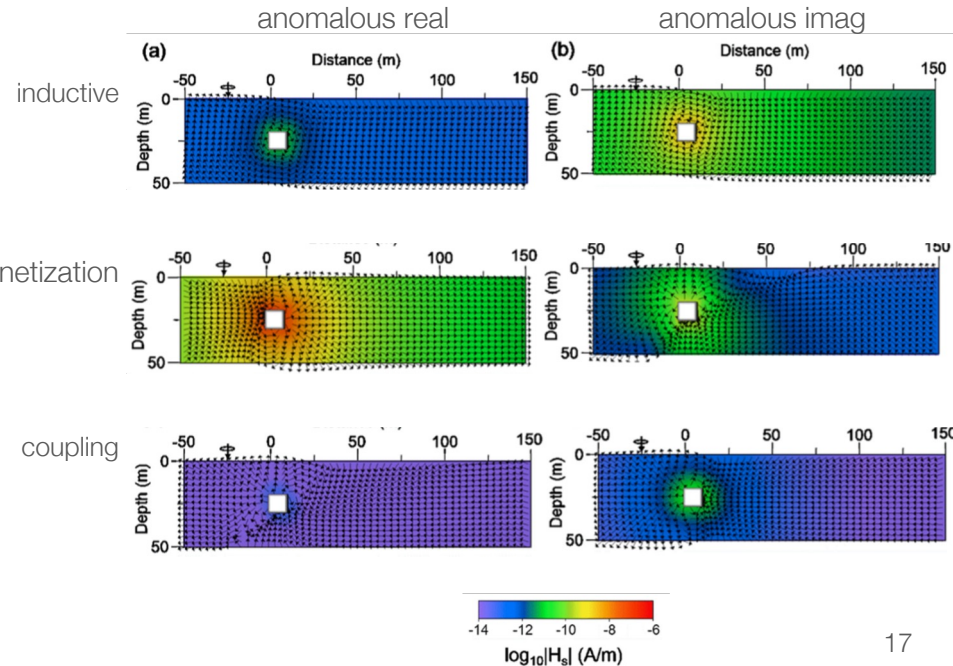 anomalous real anomalous imag
(a) (b)
Distance (m) Distance (m)
-50 0 50 100 150 -50 0 50 100 150
inductive
0 0
Depth (m) Depth (m)
50 50
-50 0 50 100 150 -50 0 50 100
netization
0 0
Depth (m) Depth (m)
50 50
-50 0 50 100 150 -50 0 50 100 150
coupling
0 0
Depth (m) Depth (m)
50 50
-14 -12 -10 -8 -6
log10|Hs| (A/m)
17